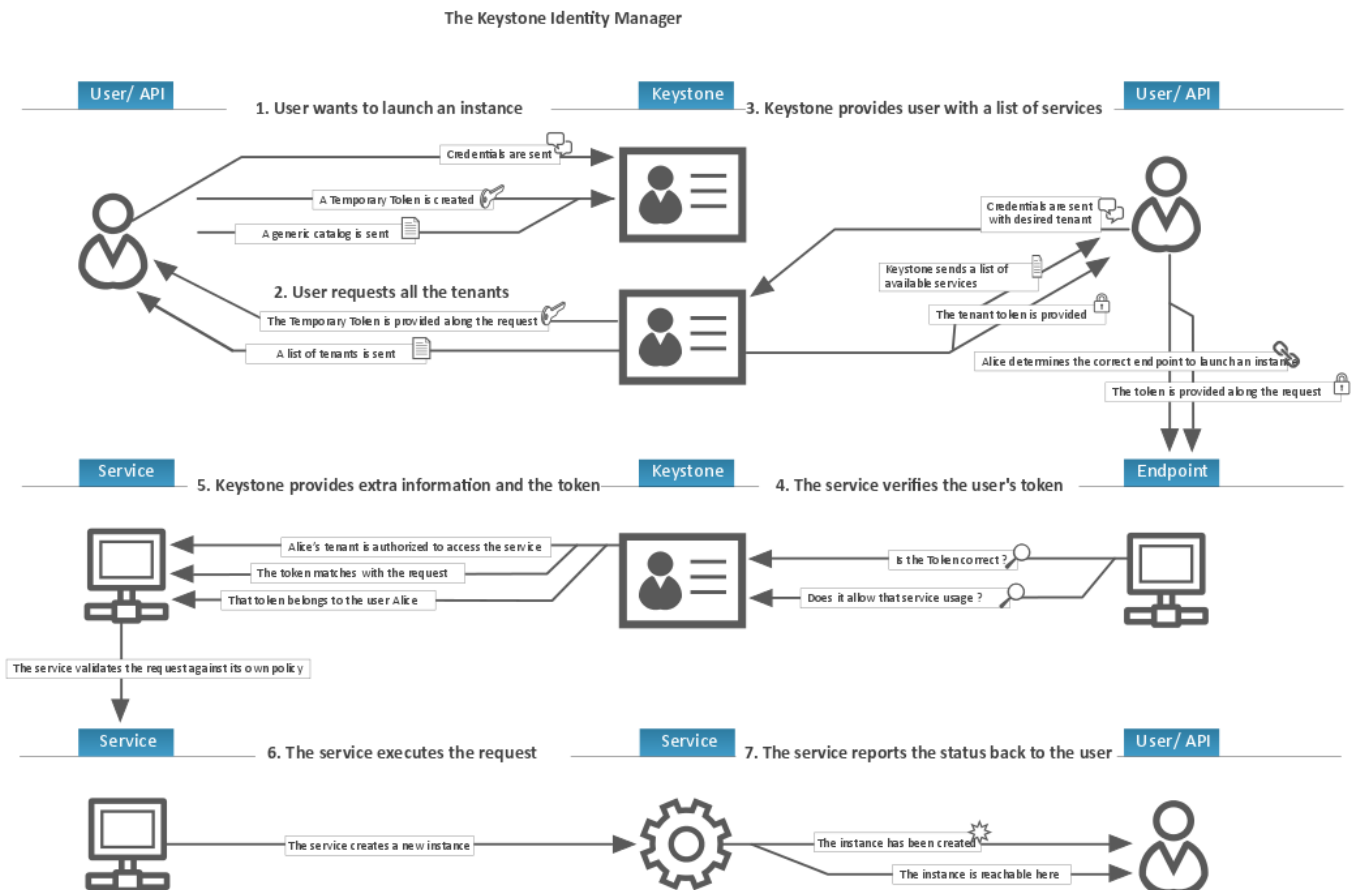 The Keystone Identity Manager
User/ API
1. User wants to launch an instance
Keystone
3. Keystone provides user with a list of services
User/ API
Credentials are sent
A Temporary Token is created
A generic catalog is sent
2. User requests all the tenants
The Temporary Token is provided along the request
A list of tenants is sent
Credentials are sent
with desired tenant
Keystone sends a list of
available services
The tenant token is provided
Alice determines the correct endpoint to launch an instance
The token is provided along the request
Service
5. Keystone provides extra information and the token
Keystone
4. The service verifies the user's token
Endpoint
Alice's tenant is authorized to access the service
The token matches with the request
That token belongs to the user Alice
Is the Token correct ?
Does it allow that service usage ?
The service validates the request against its own policy
Service
6. The service executes the request
Service
7. The service reports the status back to the user
User/ API
The service creates a new instance
The instance has been created
The instance is reachable here